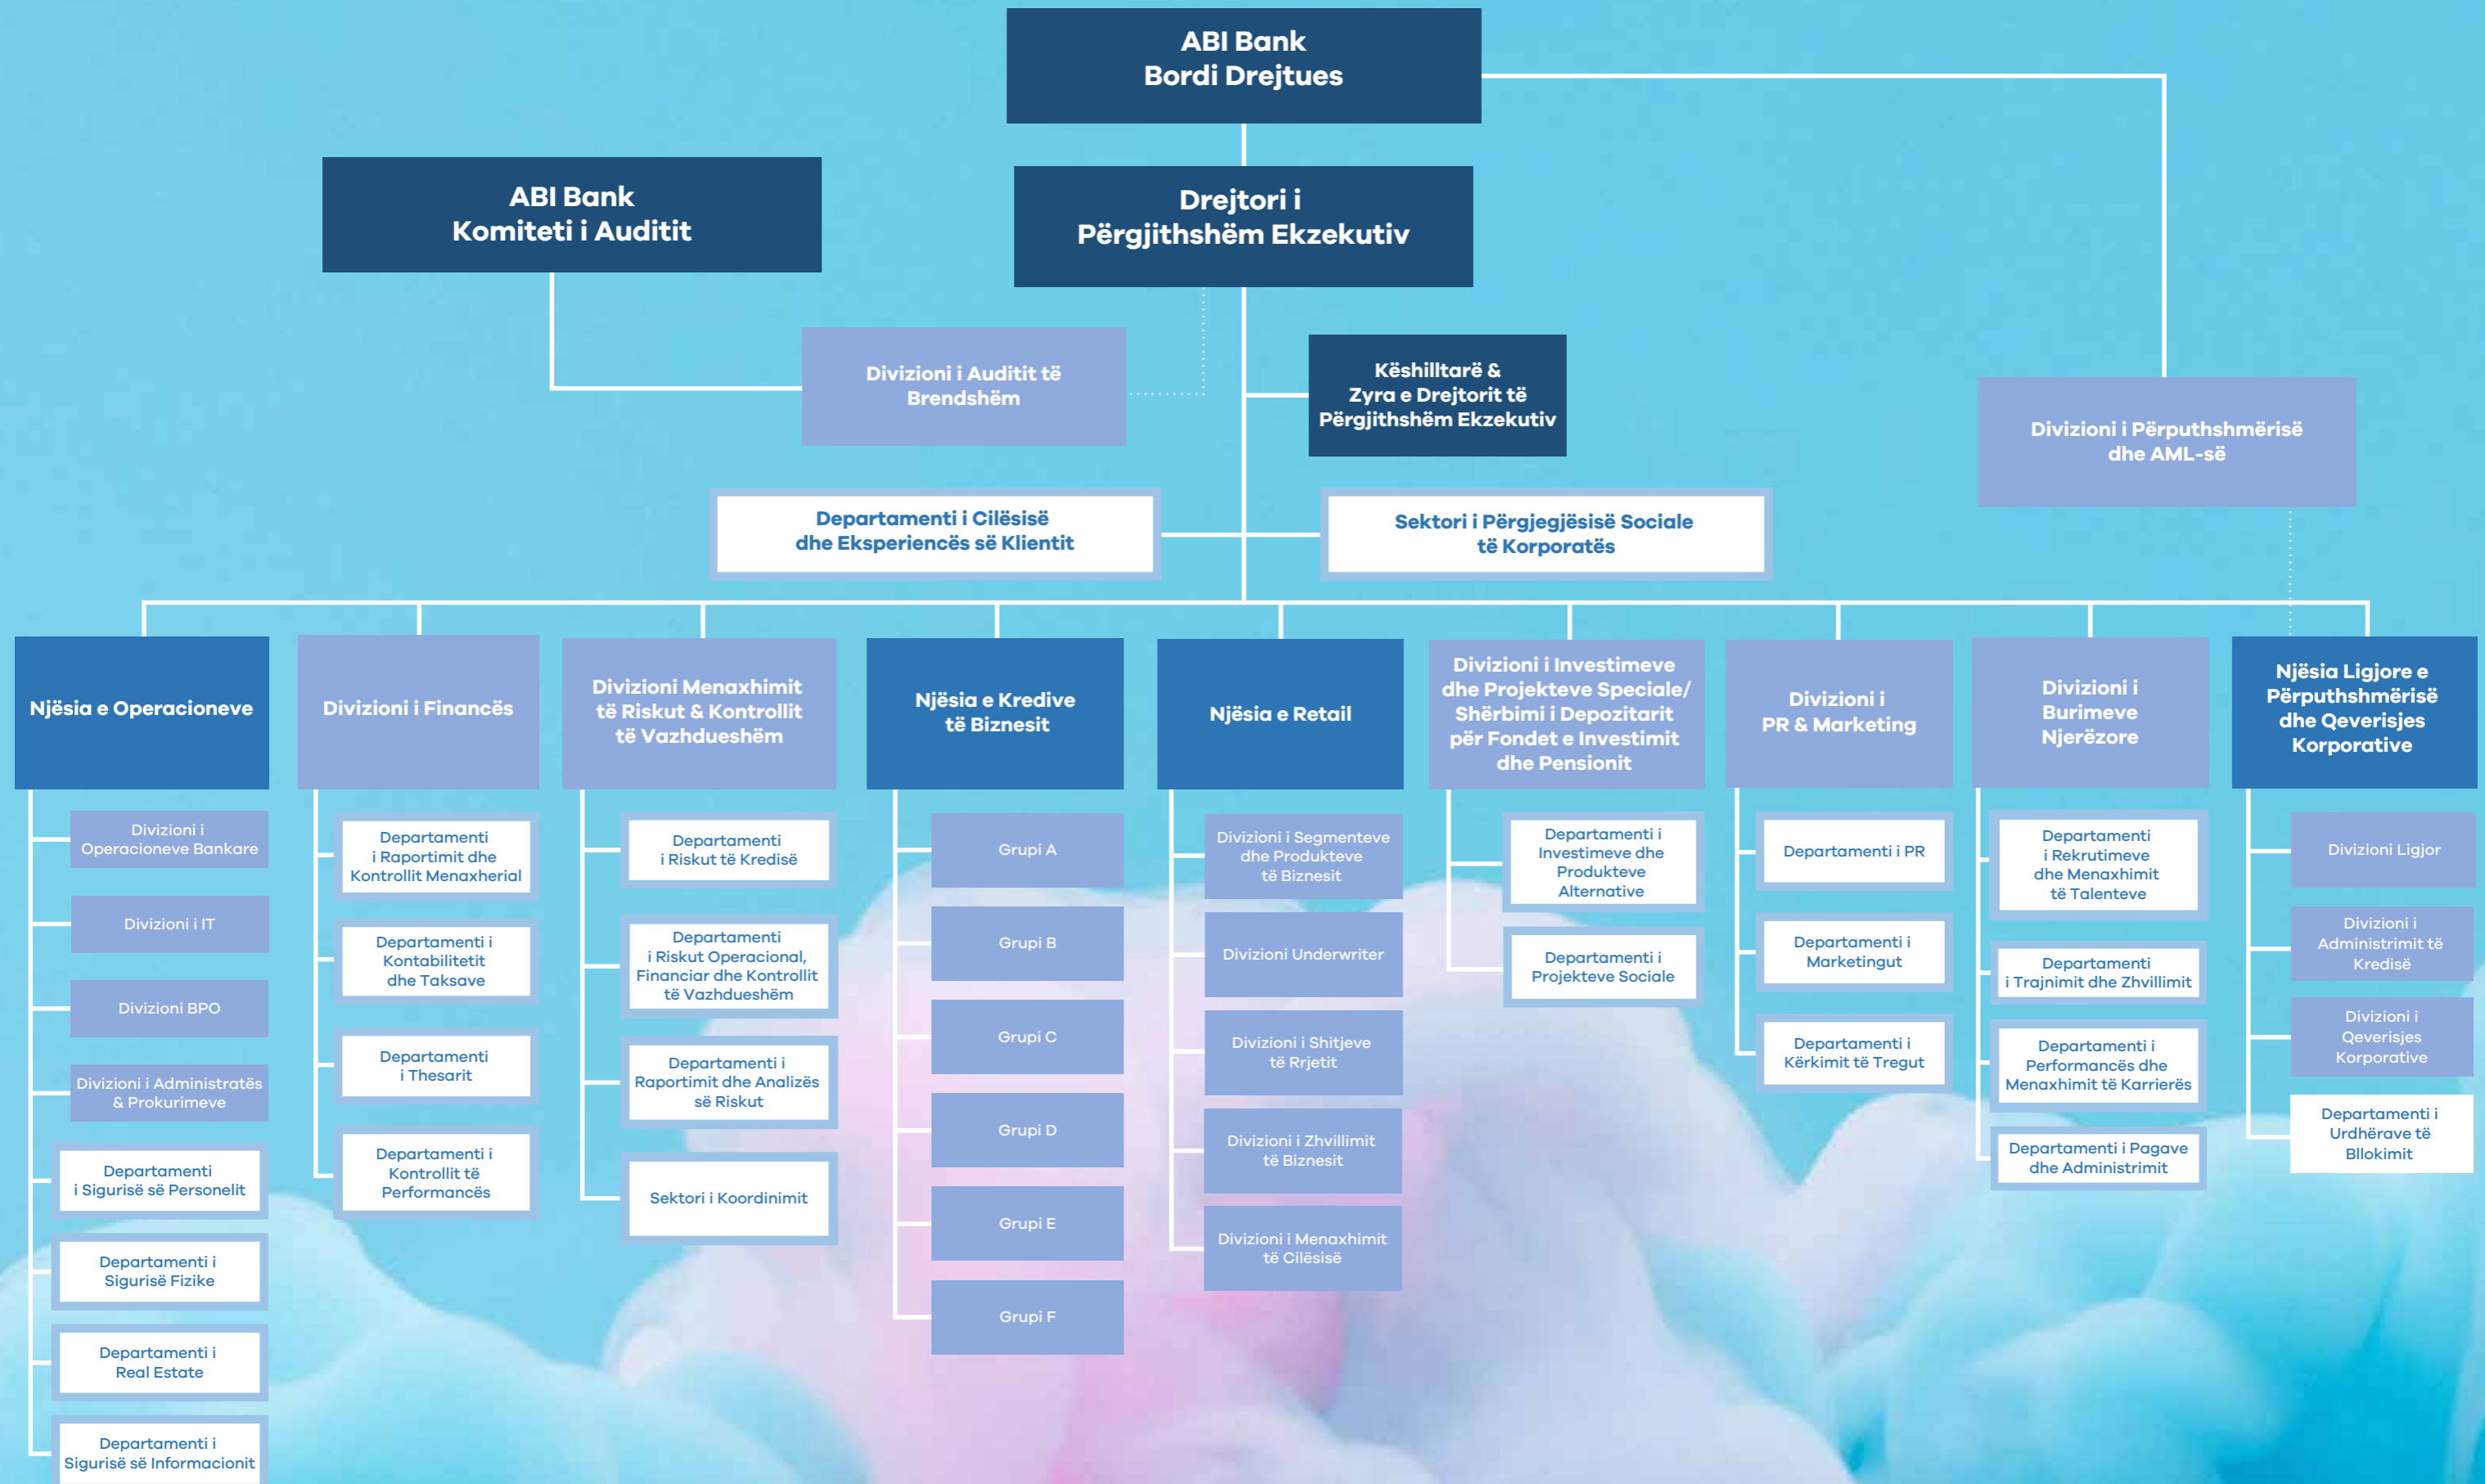 ABI Bank
Bordi Drejtues
ABI Bank
Komiteti i Auditit
Drejtori i
Përgjithshëm Ekzekutiv
Divizioni i Auditit të
Brendshëm
Këshilltarë &
Zyra e Drejtorit të
Përgjithshëm Ekzekutiv
Divizioni i Përputhshmërisë
dhe AML-së
Departamenti i Cilësisë
dhe Eksperiencës së Klientit
Sektori i Përgjegjësisë Sociale
të Korporatës
Njësia e Operacioneve
Divizioni i
Operacioneve Bankare
Divizioni i IT
Divizioni BPO
Divizioni i Administratës
& Prokurimeve
Departamenti
i Sigurisë së Personelit
Departamenti i
Sigurisë Fizike
Departamenti i
Real Estate
Departamenti i
Sigurisë së Informacionit
Divizioni i Financës
Departamenti
i Raportimit dhe
Kontrollit Menaxherial
Departamenti i
Kontabilitetit
dhe Taksave
Departamenti
i Thesarit
Departamenti i
Kontrollit të
Performancës
Divizioni Menaxhimit
të Riskut & Kontrollit
të Vazhdueshëm
Departamenti
i Riskut të Kredisë
Departamenti
i Riskut Operacional,
Financiar dhe Kontrollit
të Vazhdueshëm
Departamenti i
Raportimit dhe Analizës
së Riskut
Sektori i Koordinimit
Njësia e Kredive
të Biznesit
Grupi A
Grupi B
Grupi C
Grupi D
Grupi E
Grupi F
Njësia e Retail
Divizioni i Segmenteve
dhe Produkteve
të Biznesit
Divizioni Underwriter
Divizioni i Shitjeve
të Rrjetit
Divizioni i Zhvillimit
të Biznesit
Divizioni i Menaxhimit
të Cilësisë
Divizioni i Investimeve
dhe Projekteve Speciale/
Shërbimi i Depozitarit
për Fondet e Investimit
dhe Pensionit
Departamenti i
Investimeve dhe
Produkteve
Alternative
Departamenti i
Projekteve Sociale
Divizioni i
PR & Marketing
Departamenti i PR
Departamenti i
Marketingut
Departamenti i
Kërkimit të Tregut
Divizioni i
Burimeve
Njerëzore
Departamenti
i Rekrutimeve
dhe Menaxhimit
të Talenteve
Departamenti
i Trajnimit dhe Zhvillimit
Departamenti i
Performancës dhe
Menaxhimit të Karrierës
Departamenti i Pagave
dhe Administrimit
Njësia Ligjore e
Përputhshmërisë
dhe Qeverisjes
Korporative
Divizioni Ligjor
Divizioni i
Administrimit të
Kredisë
Divizioni i
Qeverisjes
Korporative
Departamenti i
Urdhërave të
Bllokimit